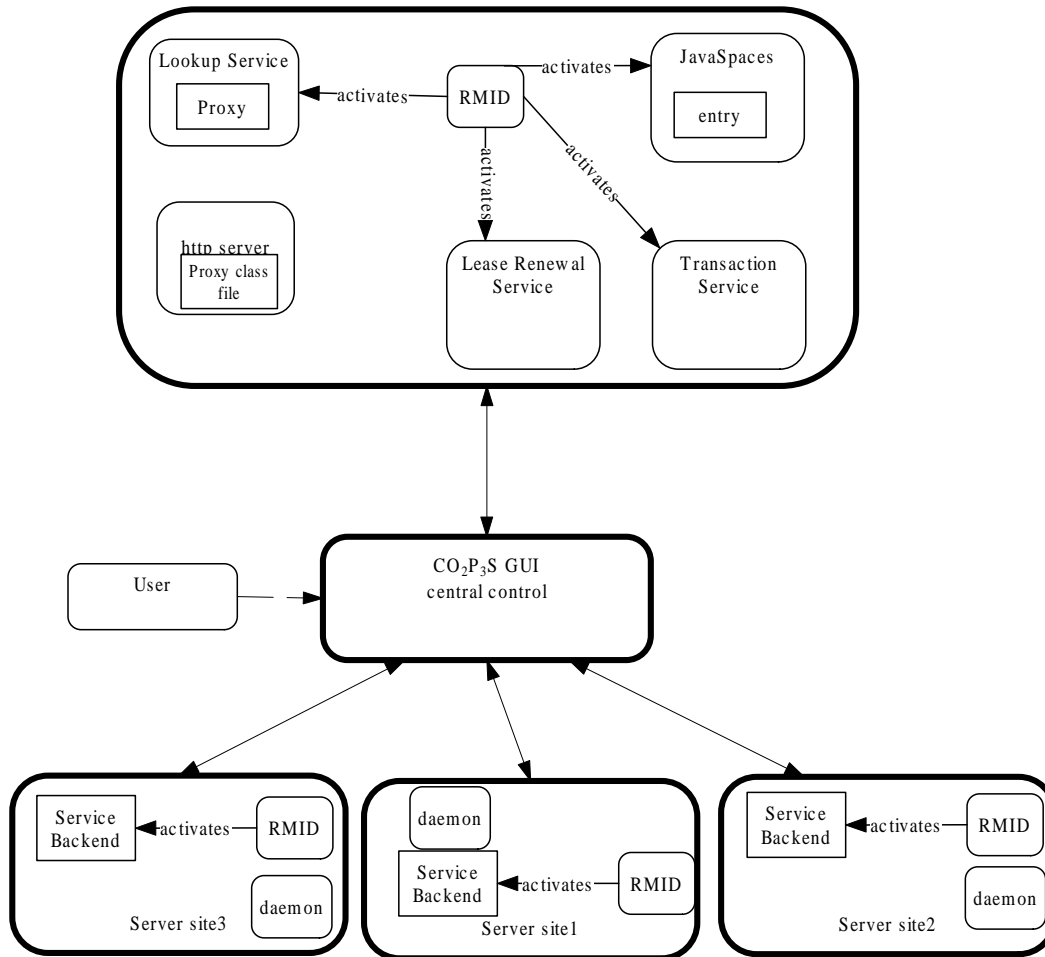 Lookup Service
Proxy
activates
RMID
activates
JavaSpaces
entry
activates
activates
http server
Proxy class
file
Lease Renewal
Service
Transaction
Service
User
CO₂P₃S GUI
central control
Service
Backend
activates
RMID
daemon
Server site3
daemon
Service
Backend
activates
RMID
Server site1
Service
Backend
activates
RMID
daemon
Server site2